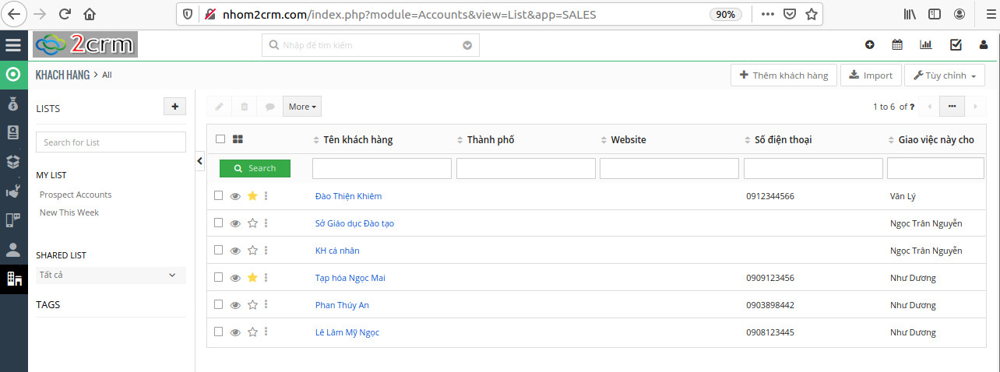 nhom2crm.com/index.php?module=Accounts&view=List&app=SALES 90%
2crm Nhập để tìm kiếm
KHACH HANG > All Thêm khách hàng Import Tùy chỉnh
LISTS + More 1 to 6 of ?
Search for List
Tên khách hàng Thành phố Website Số điện thoại Giao việc này cho
Search
MY LIST
Prospect Accounts
New This Week
SHARED LIST
Tất cả
TAGS
Đào Thiện Khiêm 0912344566 Văn Lý
Sở Giáo dục Đào tạo Ngọc Trân Nguyễn
KH cá nhân Ngọc Trân Nguyễn
Tạp hóa Ngọc Mai 0909123456 Như Dương
Phan Thúy An 0903898442 Như Dương
Lê Lâm Mỹ Ngọc 0908123445 Như Dương